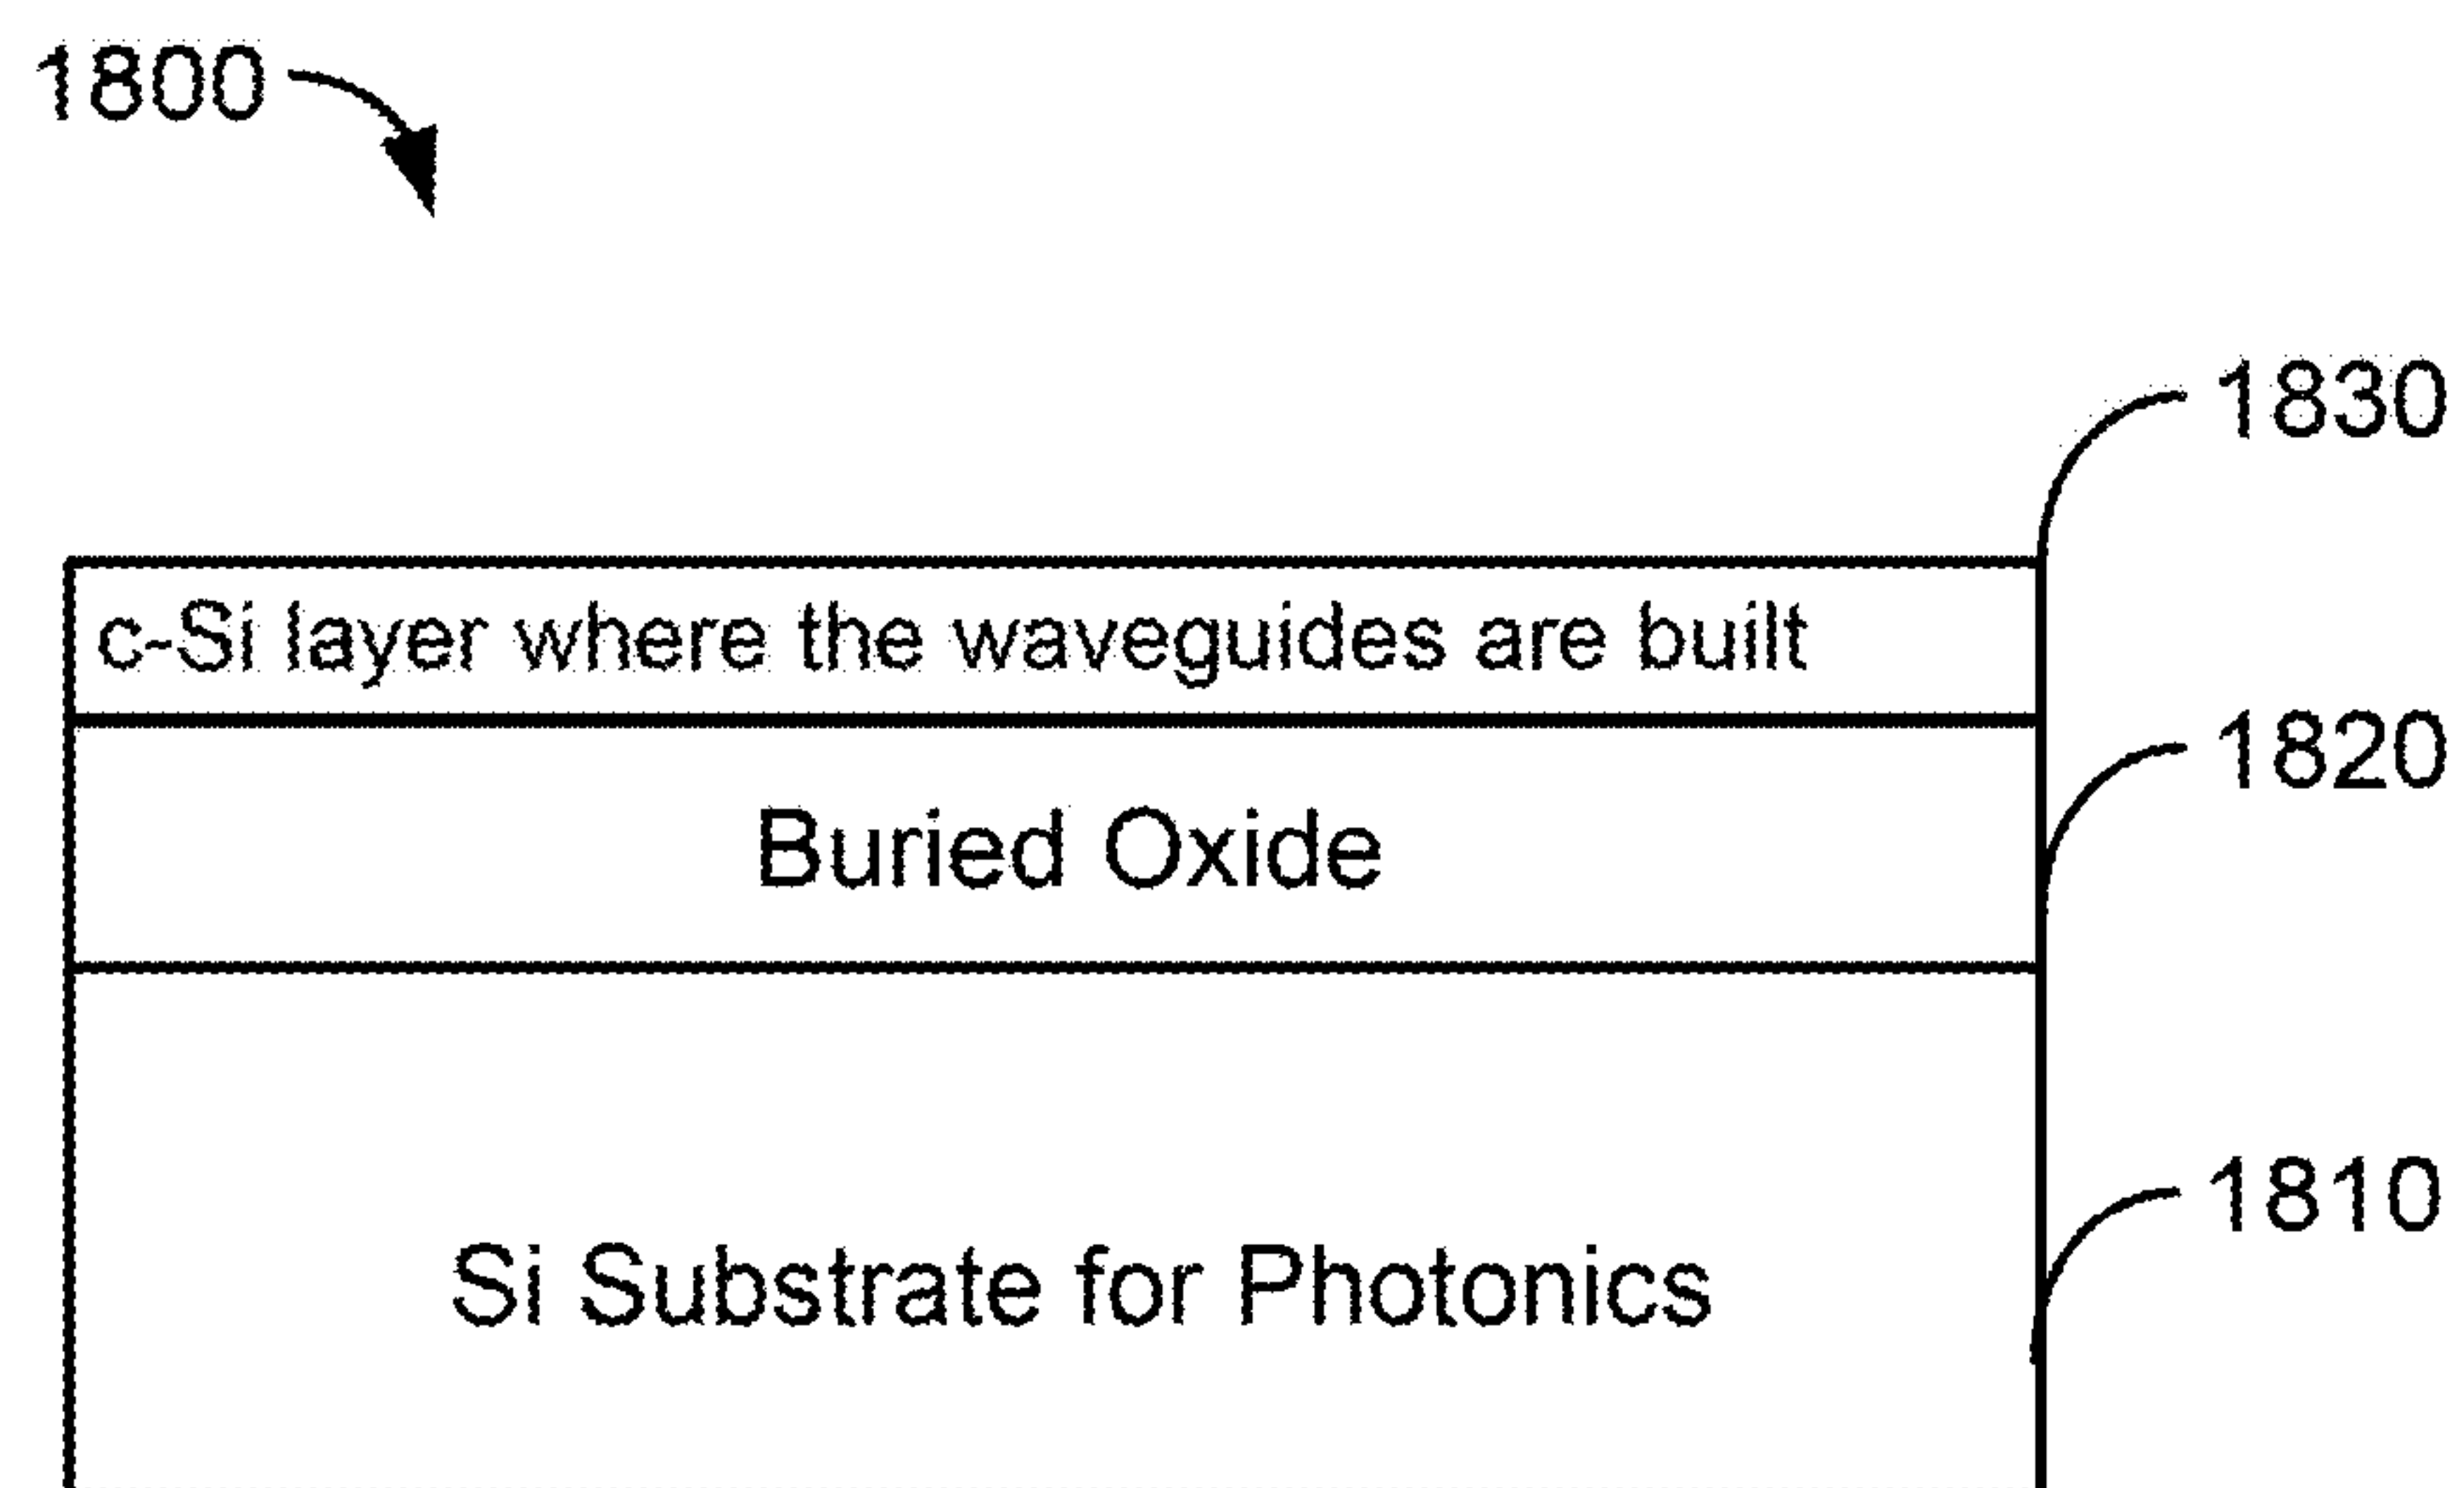 1800
1830
c-Si layer where the waveguides are built
1820
Buried Oxide
1810
Si Substrate for Photonics